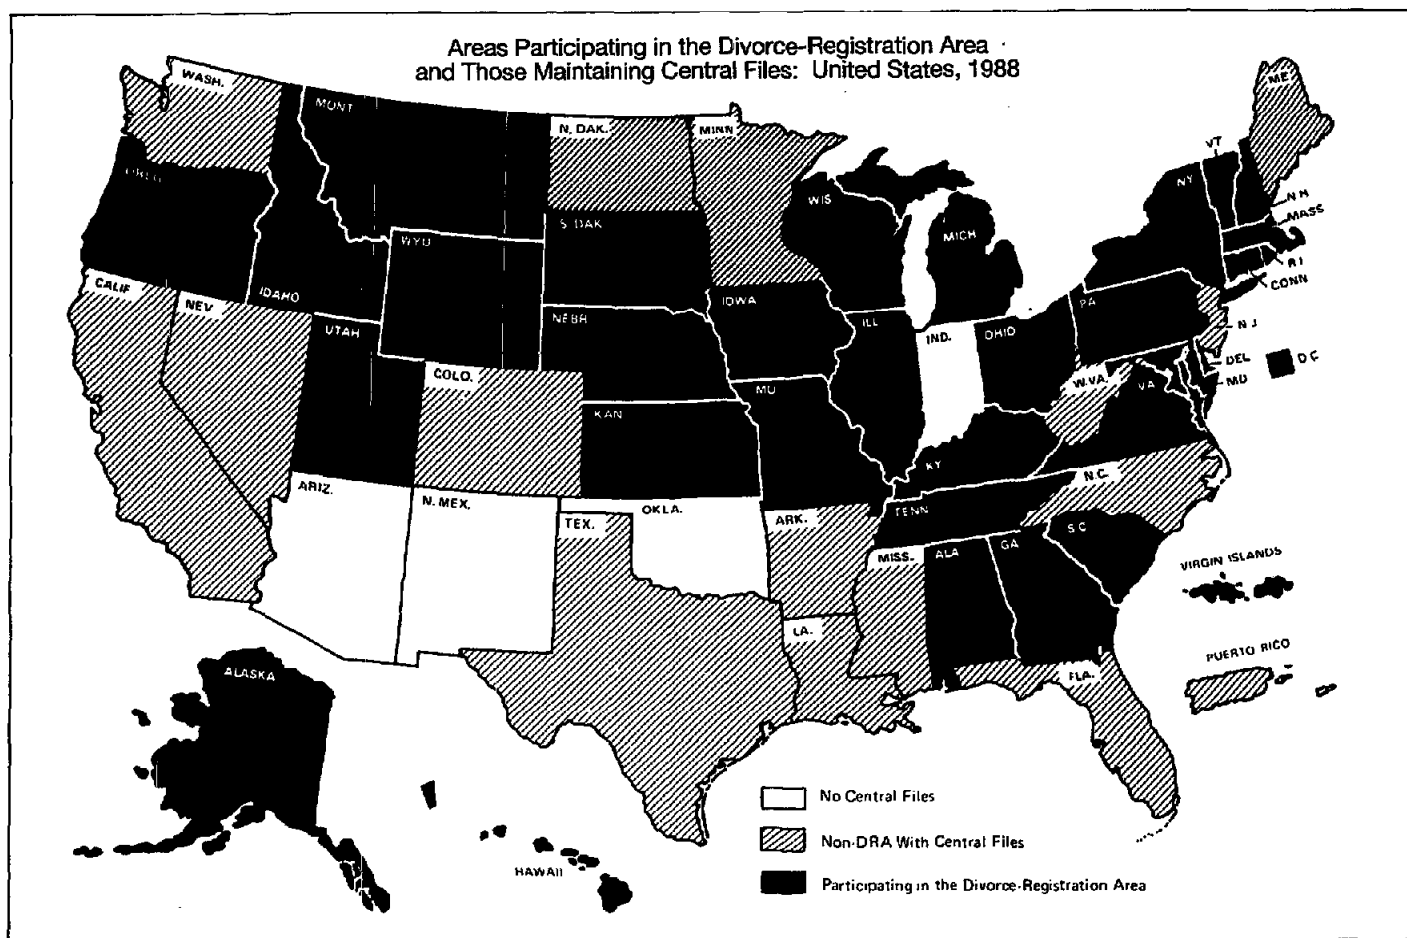 Areas Participating in the Divorce-Registration Area
and Those Maintaining Central Files: United States, 1988
WASH.
MONT
N. DAK.
MINN
ME
VT
OREG
WIS
NY
N H
MASS
S. DAK
MICH
WYO
R I
CONN
CALIF
NEV
IDAHO
IOWA
PA
UTAH
NEBR
ILL
IND.
OHIO
N J
DEL
D C
COLO.
MO
W.VA.
VA
MD
KAN
KY
ARIZ.
N. MEX.
OKLA.
N.C.
TEX.
ARK.
TENN
S C
MISS.
ALA
GA
VIRGIN ISLANDS
LA.
PUERTO RICO
ALASKA
FLA.
No Central Files
Non-DRA With Central Files
HAWAII
Participating in the Divorce-Registration Area